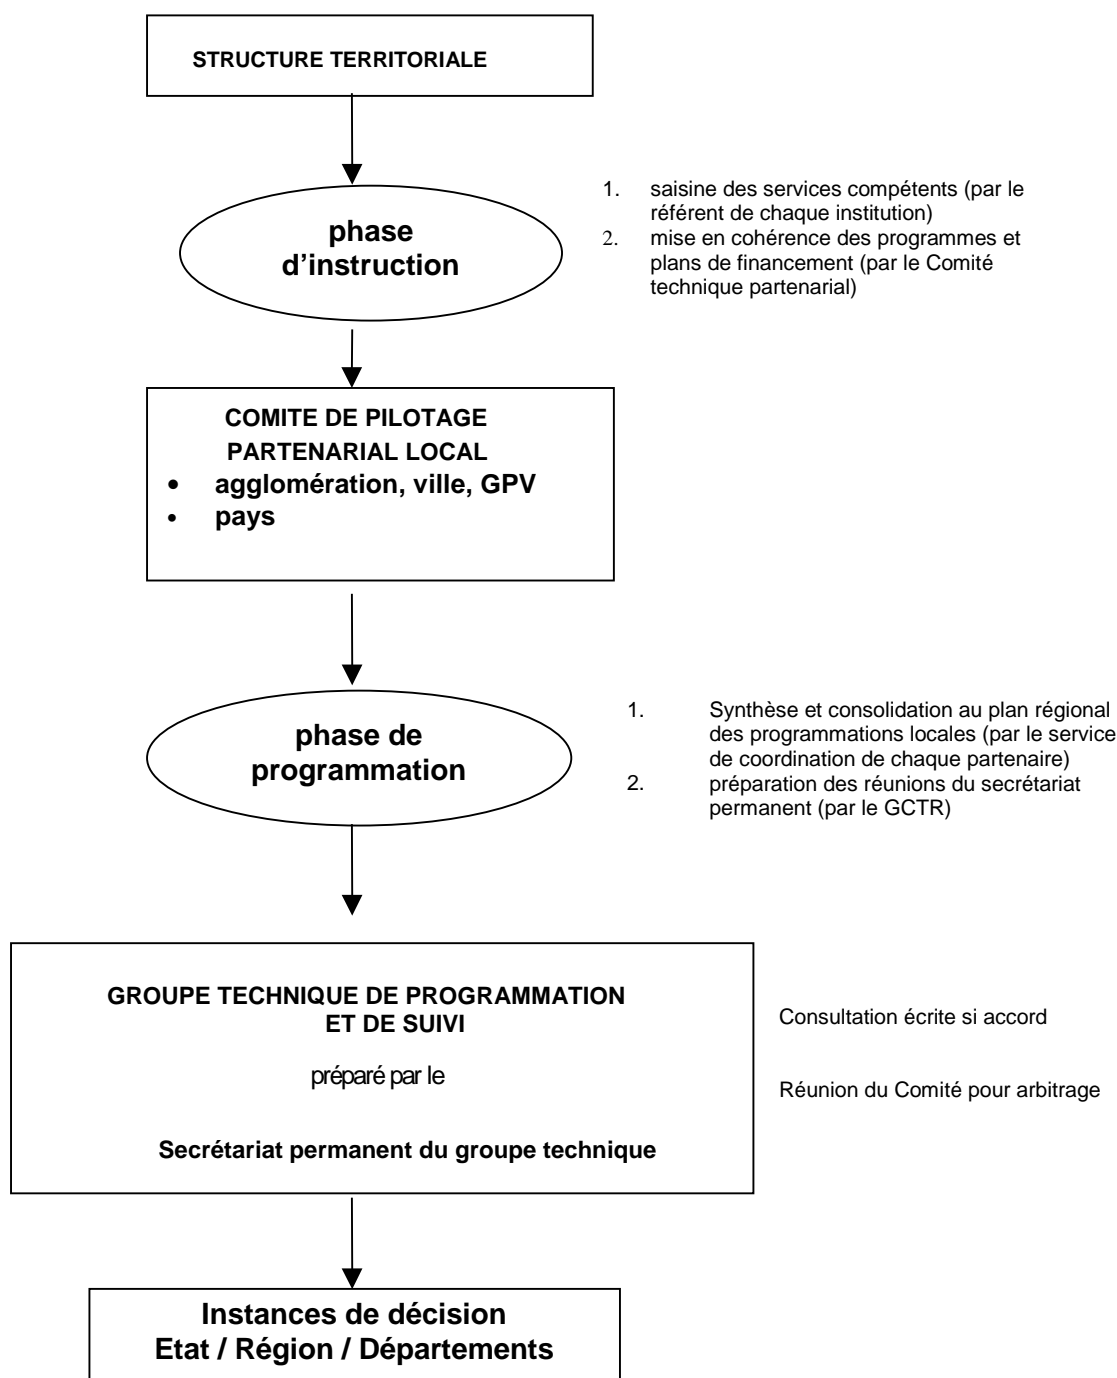 STRUCTURE TERRITORIALE
phase
d’instruction
1. saisine des services compétents (par le
référent de chaque institution)
2. mise en cohérence des programmes et
plans de financement (par le Comité
technique partenarial)
COMITE DE PILOTAGE
PARTENARIAL LOCAL
• agglomération, ville, GPV
• pays
phase de
programmation
1. Synthèse et consolidation au plan régional
des programmations locales (par le service
de coordination de chaque partenaire)
2. préparation des réunions du secrétariat
permanent (par le GCTR)
GROUPE TECHNIQUE DE PROGRAMMATION
ET DE SUIVI
préparé par le
Secrétariat permanent du groupe technique
Consultation écrite si accord
Réunion du Comité pour arbitrage
Instances de décision
Etat / Région / Départements